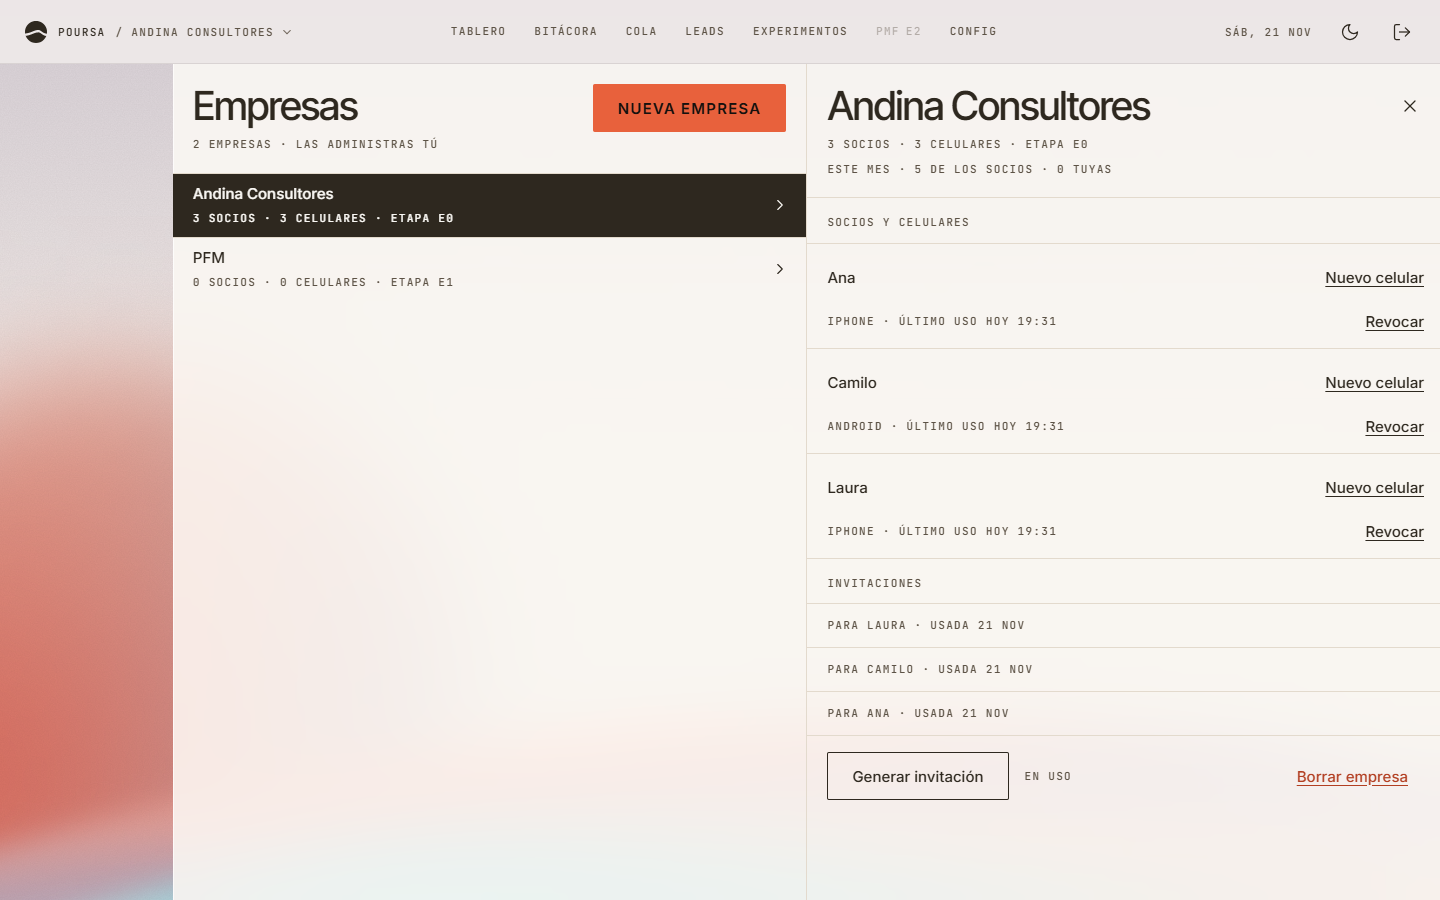 POURSA / ANDINA CONSULTORES
TABLERO BITÁCORA COLA LEADS EXPERIMENTOS PMF E2 CONFIG
SÁB, 21 NOV
Empresas
NUEVA EMPRESA
2 EMPRESAS · LAS ADMINISTRAS TÚ
Andina Consultores
3 SOCIOS · 3 CELULARES · ETAPA E0
PFM
0 SOCIOS · 0 CELULARES · ETAPA E1
Andina Consultores
3 SOCIOS · 3 CELULARES · ETAPA E0
ESTE MES · 5 DE LOS SOCIOS · 0 TUYAS
SOCIOS Y CELULARES
Ana Nuevo celular
IPHONE · ÚLTIMO USO HOY 19:31 Revocar
Camilo Nuevo celular
ANDROID · ÚLTIMO USO HOY 19:31 Revocar
Laura Nuevo celular
IPHONE · ÚLTIMO USO HOY 19:31 Revocar
INVITACIONES
PARA LAURA · USADA 21 NOV
PARA CAMILO · USADA 21 NOV
PARA ANA · USADA 21 NOV
Generar invitación EN USO Borrar empresa